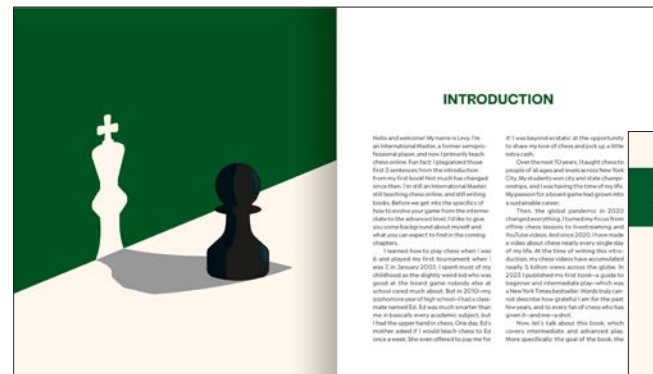 INTRODUCTION
Hello and welcome! My name is Levy. I'm
an International Master, a former semipro-
fessional player, and now I primarily teach
chess online. Fun fact: I plagiarized those
first 3 sentences from the introduction
from my first book! Not much has changed
since then. I'm still an International Master,
still teaching chess online, and still writing
books. Before we get into the specifics of
how to evolve your game from the interme-
diate to the advanced level, I'd like to give
you some background about myself and
what you can expect to find in the coming
chapters.
I learned how to play chess when I was
6 and played my first tournament when I
was 7, in January 2003. I spent most of my
childhood as the slightly weird kid who was
good at the board game nobody else at
school cared much about. But in 2010—my
sophomore year of high school—I had a class-
mate named Ed. Ed was much smarter than
me in basically every academic subject, but
I had the upper hand in chess. One day, Ed's
mother asked if I would teach chess to Ed
once a week. She even offered to pay me for
it! I was beyond ecstatic at the opportunity
to share my love of chess and pick up a little
extra cash.
Over the next 10 years, I taught chess to
people of all ages and levels across New York
City. My students won city and state champi-
onships, and I was having the time of my life.
My passion for a board game had grown into
a sustainable career.
Then, the global pandemic in 2020
changed everything. I turned my focus from
offline chess lessons to livestreaming and
YouTube videos. And since 2020, I have made
a video about chess nearly every single day
of my life. At the time of writing this intro-
duction, my chess videos have accumulated
nearly 5 billion views across the globe. In
2023 I published my first book—a guide to
beginner and intermediate play—which was
a New York Times bestseller. Words truly can-
not describe how grateful I am for the past
few years, and to every fan of chess who has
given it—and me—a shot.
Now, let's talk about this book, which
covers intermediate and advanced play.
More specifically: the goal of the book, the